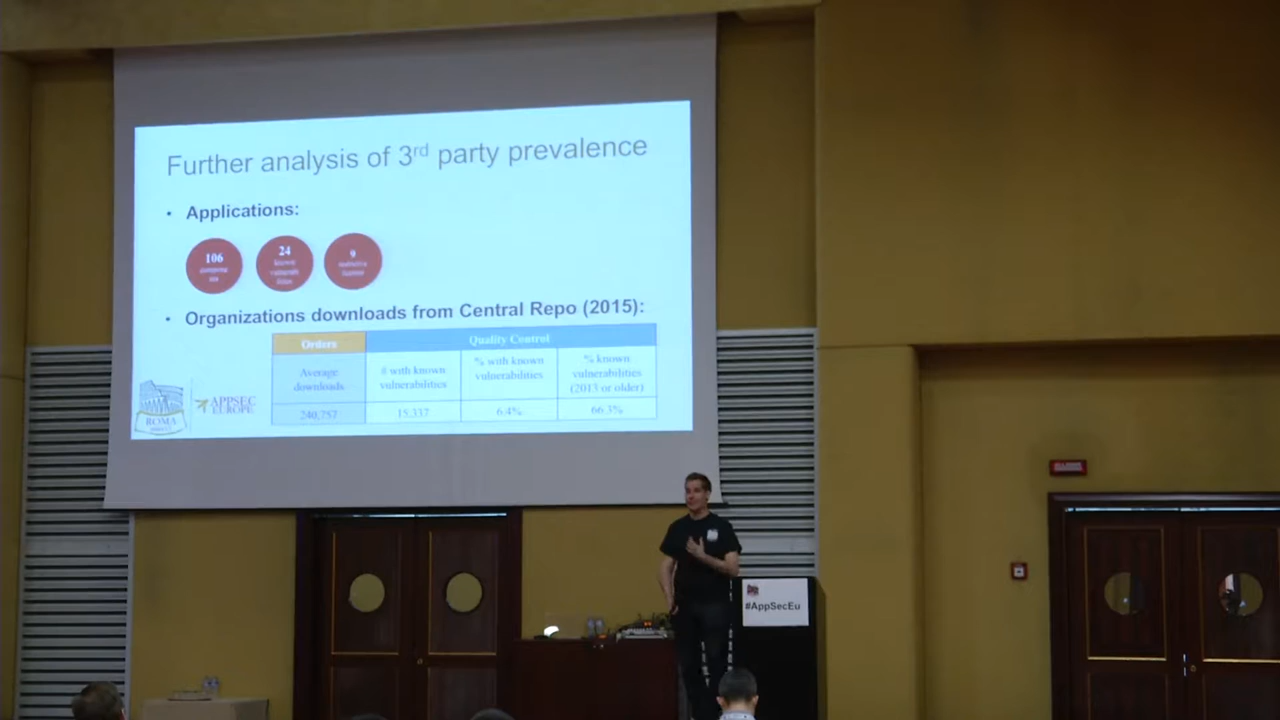 Further analysis of 3rd party prevalence
• Applications:
106
24
9
known
• Organizations downloads from Central Repo (2015):
Orders
Quality Control
Average
downloads
# with known
vulnerabilities
% with known
vulnerabilities
% known
vulnerabilities
(2013 or older)
240,757
15,337
6.4%
66.3%
ROMA
APPSEC
EUROPE
#AppSecEu